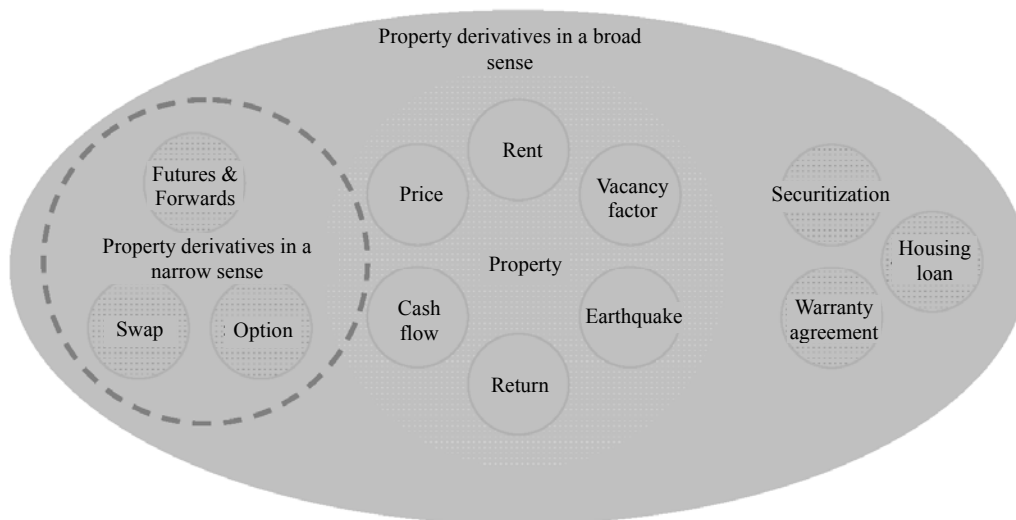 Property derivatives in a broad
sense
Futures &
Forwards
Property derivatives in a
narrow sense
Swap
Option
Rent
Price
Vacancy
factor
Property
Cash
flow
Earthquake
Return
Securitization
Housing
loan
Warranty
agreement